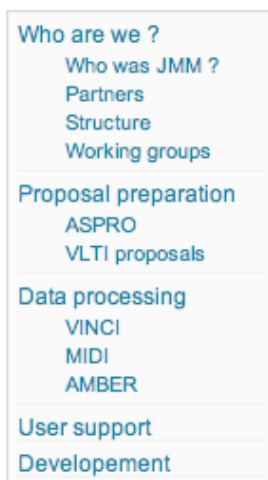 Who are we ?
Who was JMM ?
Partners
Structure
Working groups
Proposal preparation
ASPRO
VLTI proposals
Data processing
VINCI
MIDI
AMBER
User support
Developement